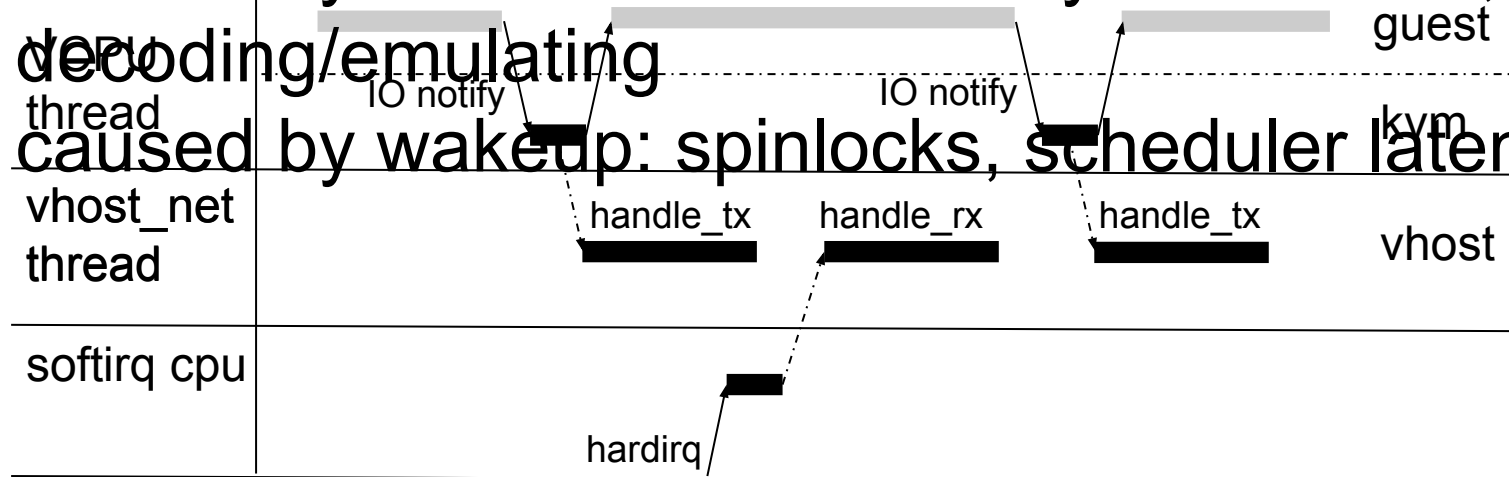 guest
VCPU
decoding/emulating
IO notify
IO notify
thread
kvm
caused by wakeup: spinlocks, scheduler later
vhost_net
handle_tx
handle_rx
handle_tx
thread
vhost
softirq cpu
hardirq